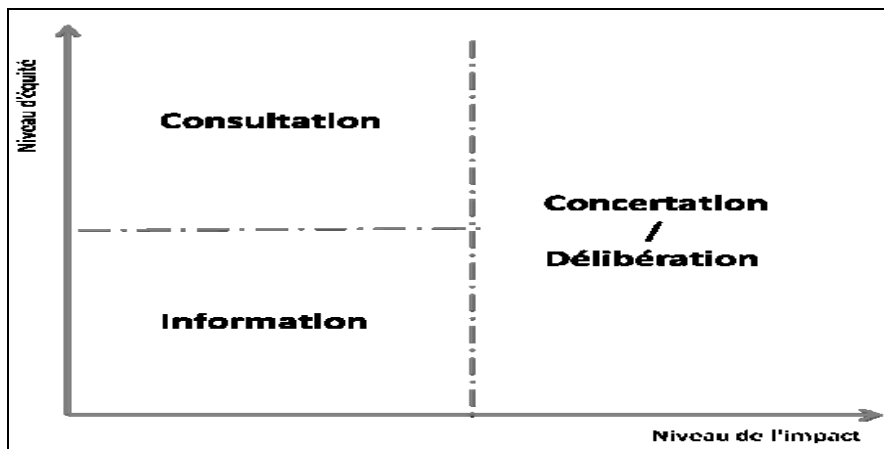 Niveau d'équité
Consultation
Concertation
/
Délibération
Information
Niveau de l'impact